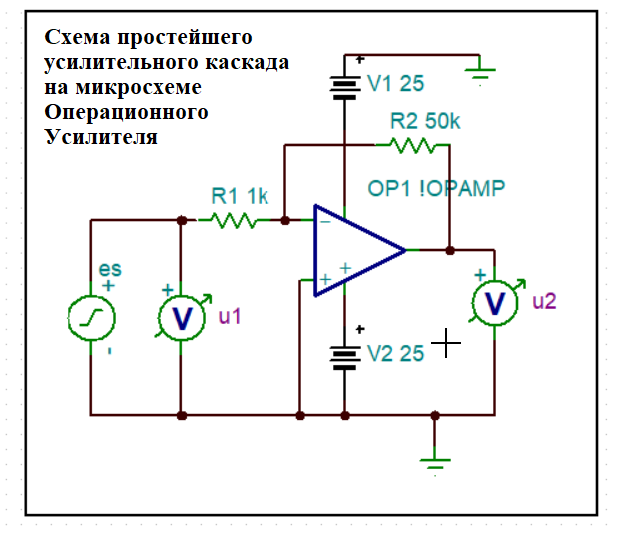 Схема простейшего
усилительного каскада
на микросхеме
Операционного
Усилителя
+
V1 25
R2 50k
OP1 !OPAMP
R1 1k
-
+
+
es
+
-
+
V
u1
+
V
u2
+
V2 25